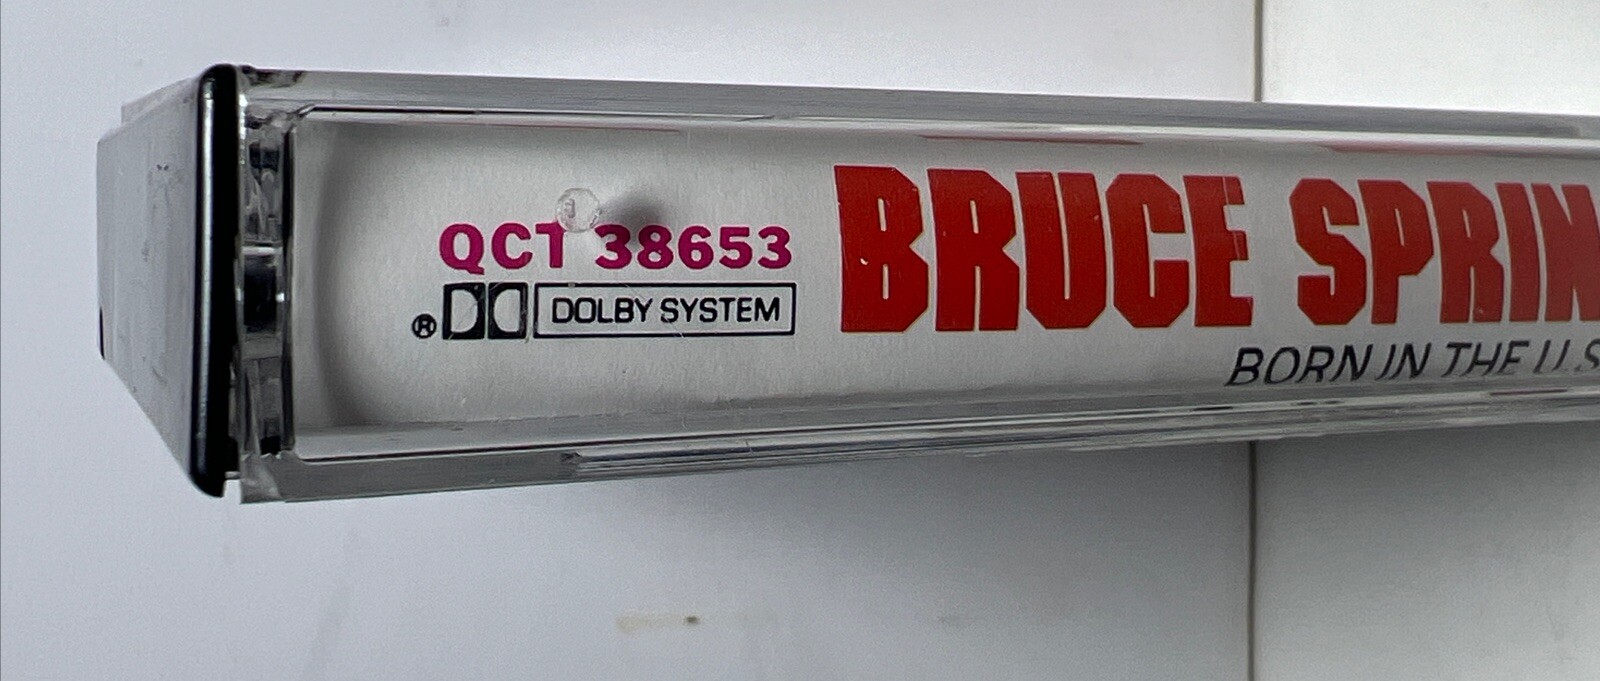 QCT 38653
® DOLBY SYSTEM
BRUCE SPRIN
BORN IN THE U.S